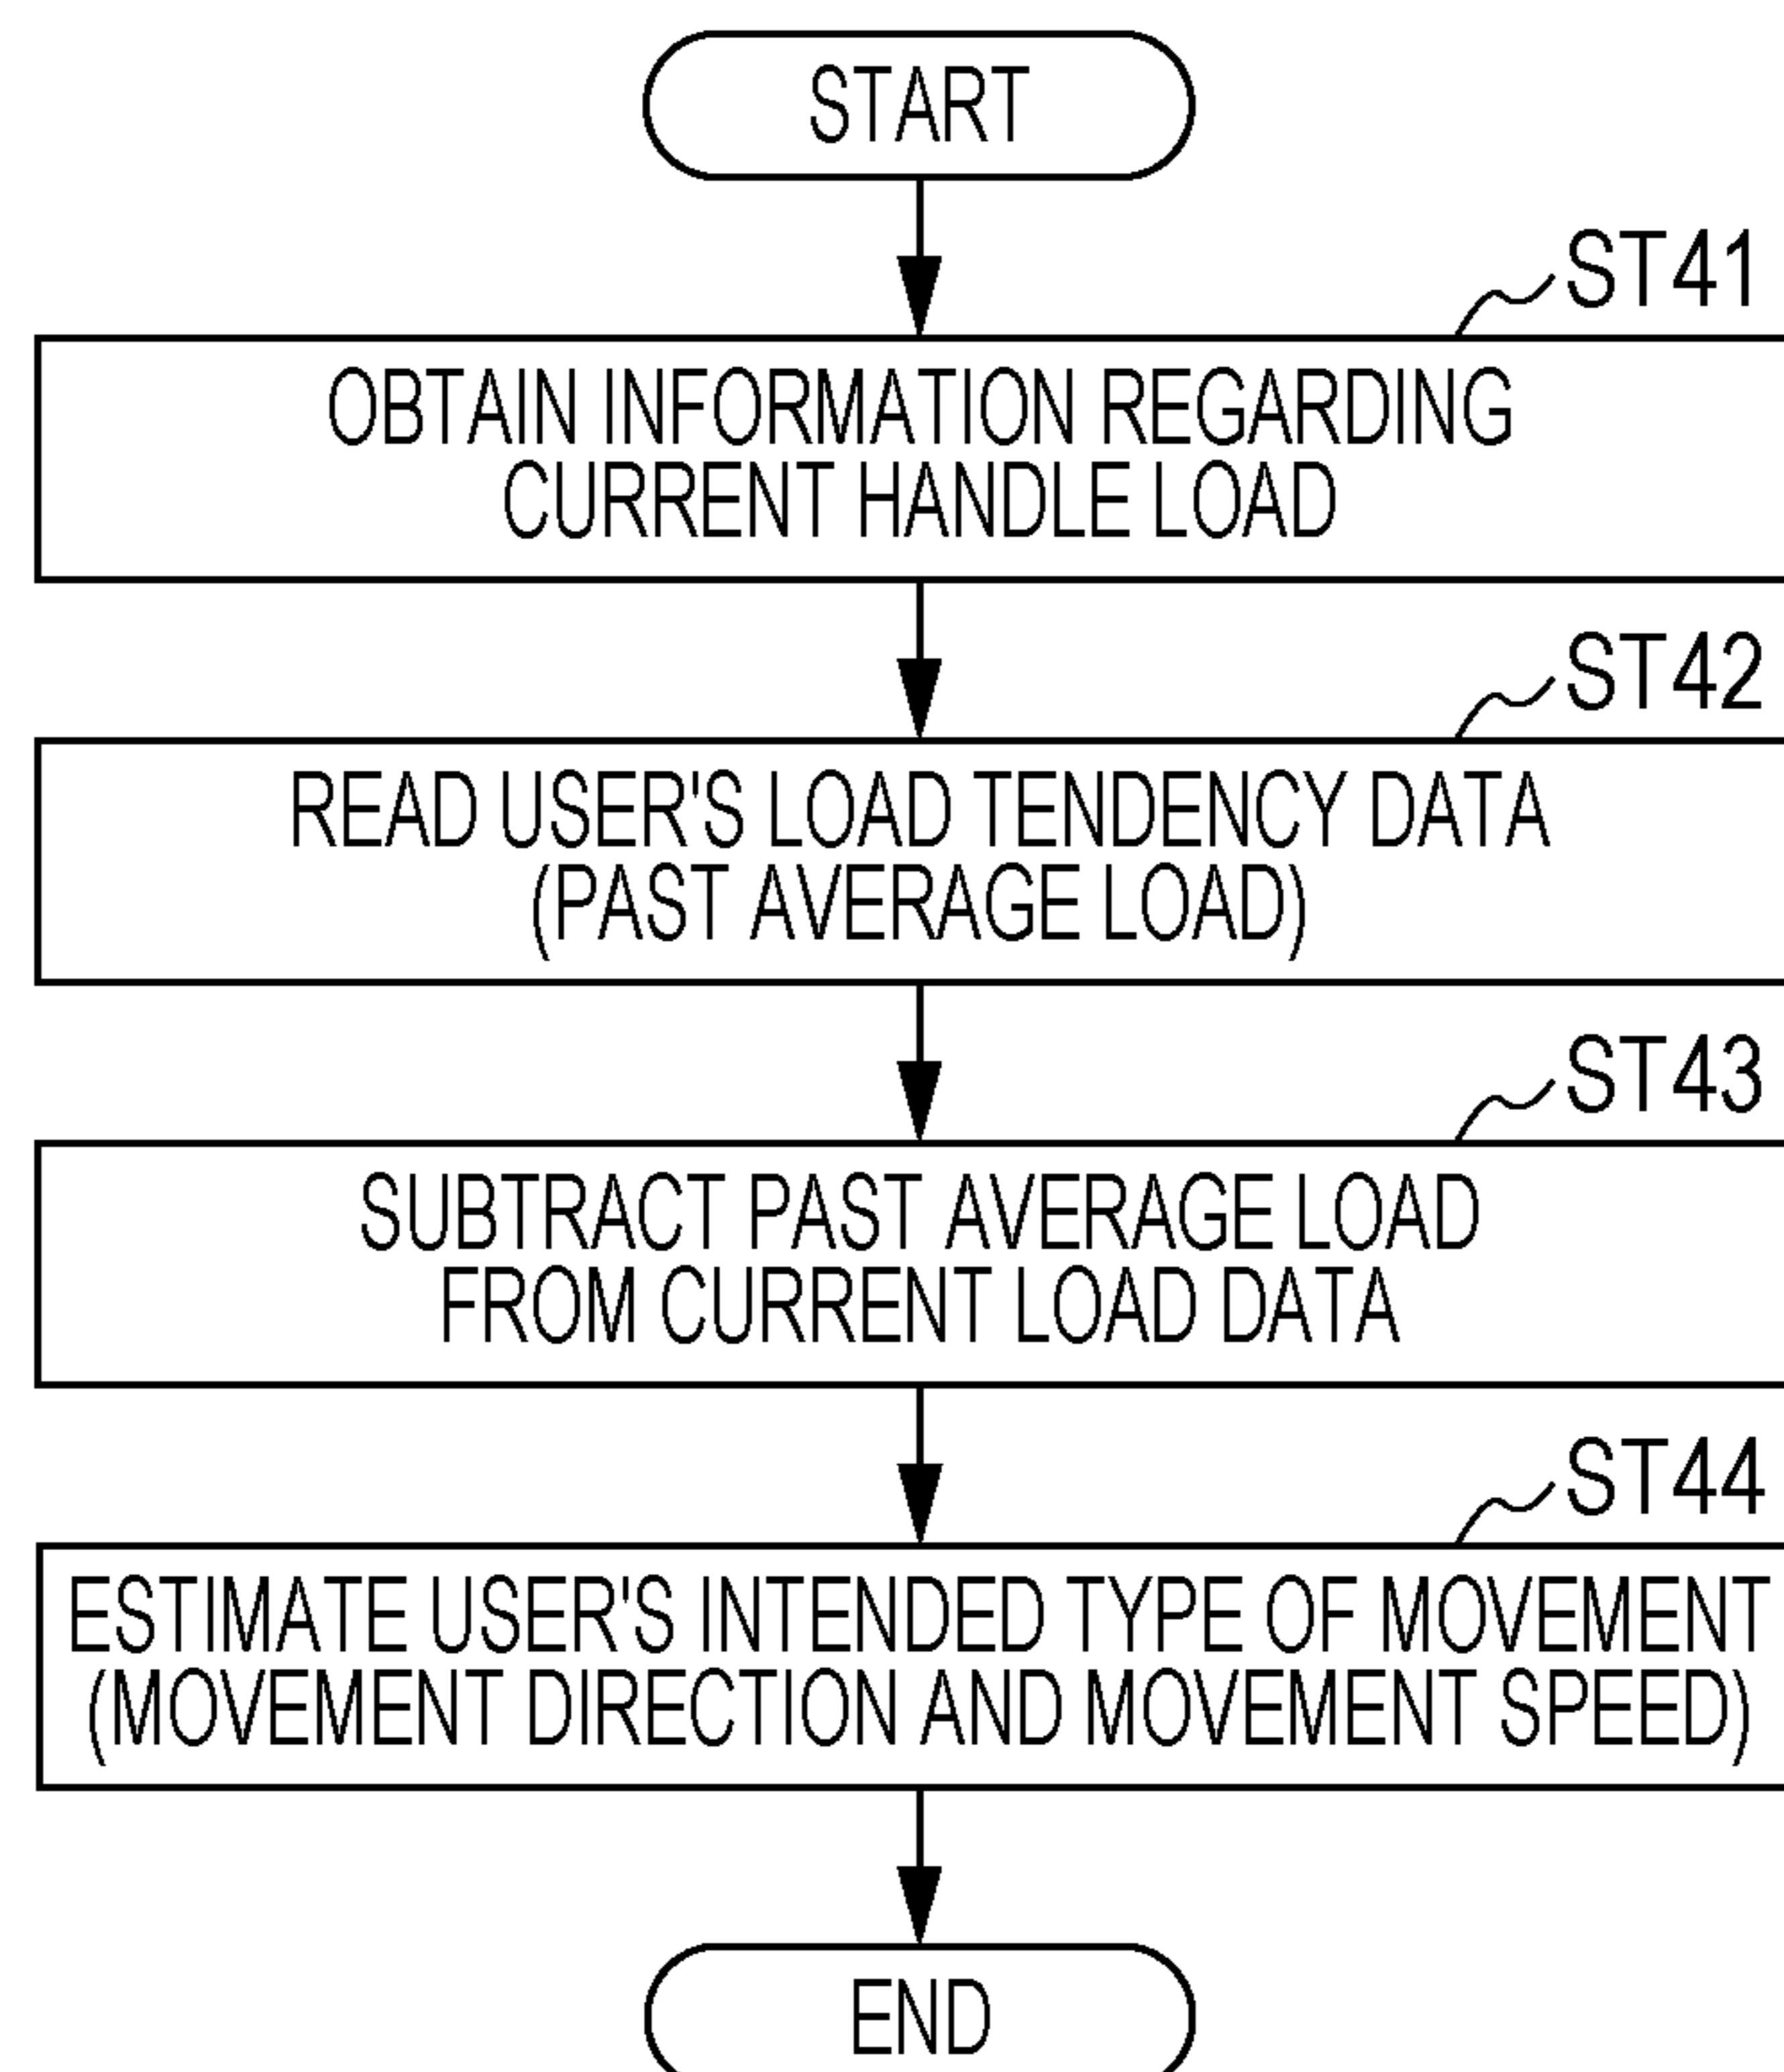 START
ST41
OBTAIN INFORMATION REGARDING
CURRENT HANDLE LOAD
ST42
READ USER'S LOAD TENDENCY DATA
(PAST AVERAGE LOAD)
ST43
SUBTRACT PAST AVERAGE LOAD
FROM CURRENT LOAD DATA
ST44
ESTIMATE USER'S INTENDED TYPE OF MOVEMENT
(MOVEMENT DIRECTION AND MOVEMENT SPEED)
END